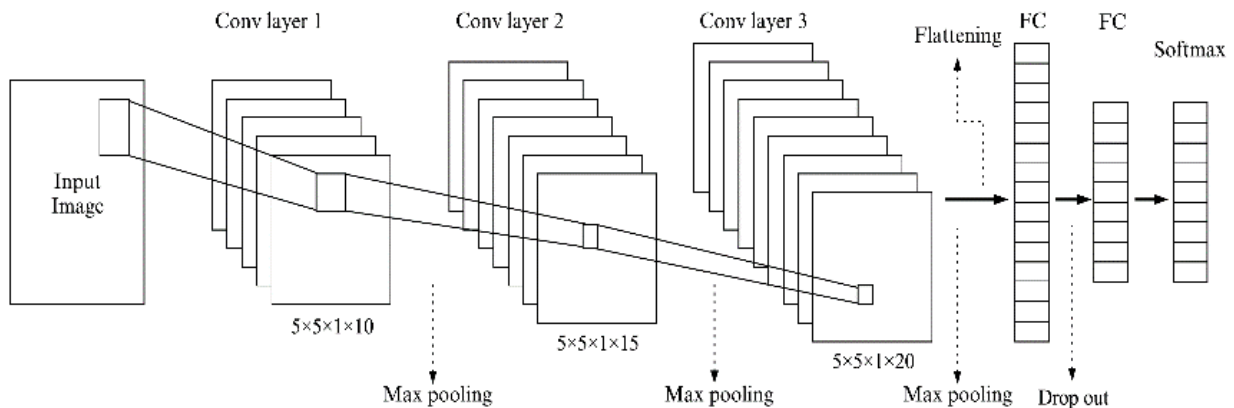 Conv layer 1
Conv layer 2
Conv layer 3
Flattening
FC
FC
Softmax
Input
Image
5×5×1×10
5×5×1×15
5×5×1×20
Max pooling
Max pooling
Max pooling
Drop out